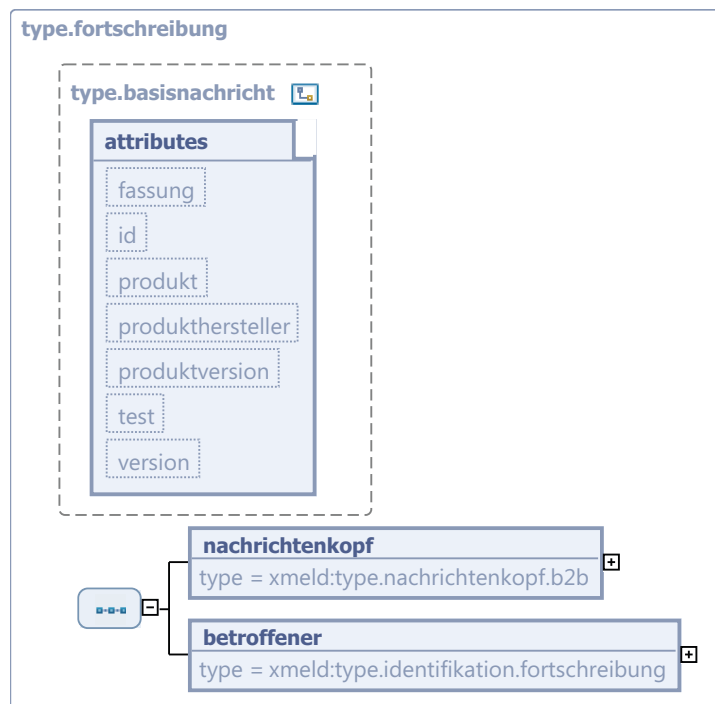 type.fortschreibung
type.basisnachricht
attributes
fassung
id
produkt
produkthersteller
produktversion
test
version
nachrichtenkopf
type = xmeld:type.nachrichtenkopf.b2b
betroffener
type = xmeld:type.identifikation.fortschreibung